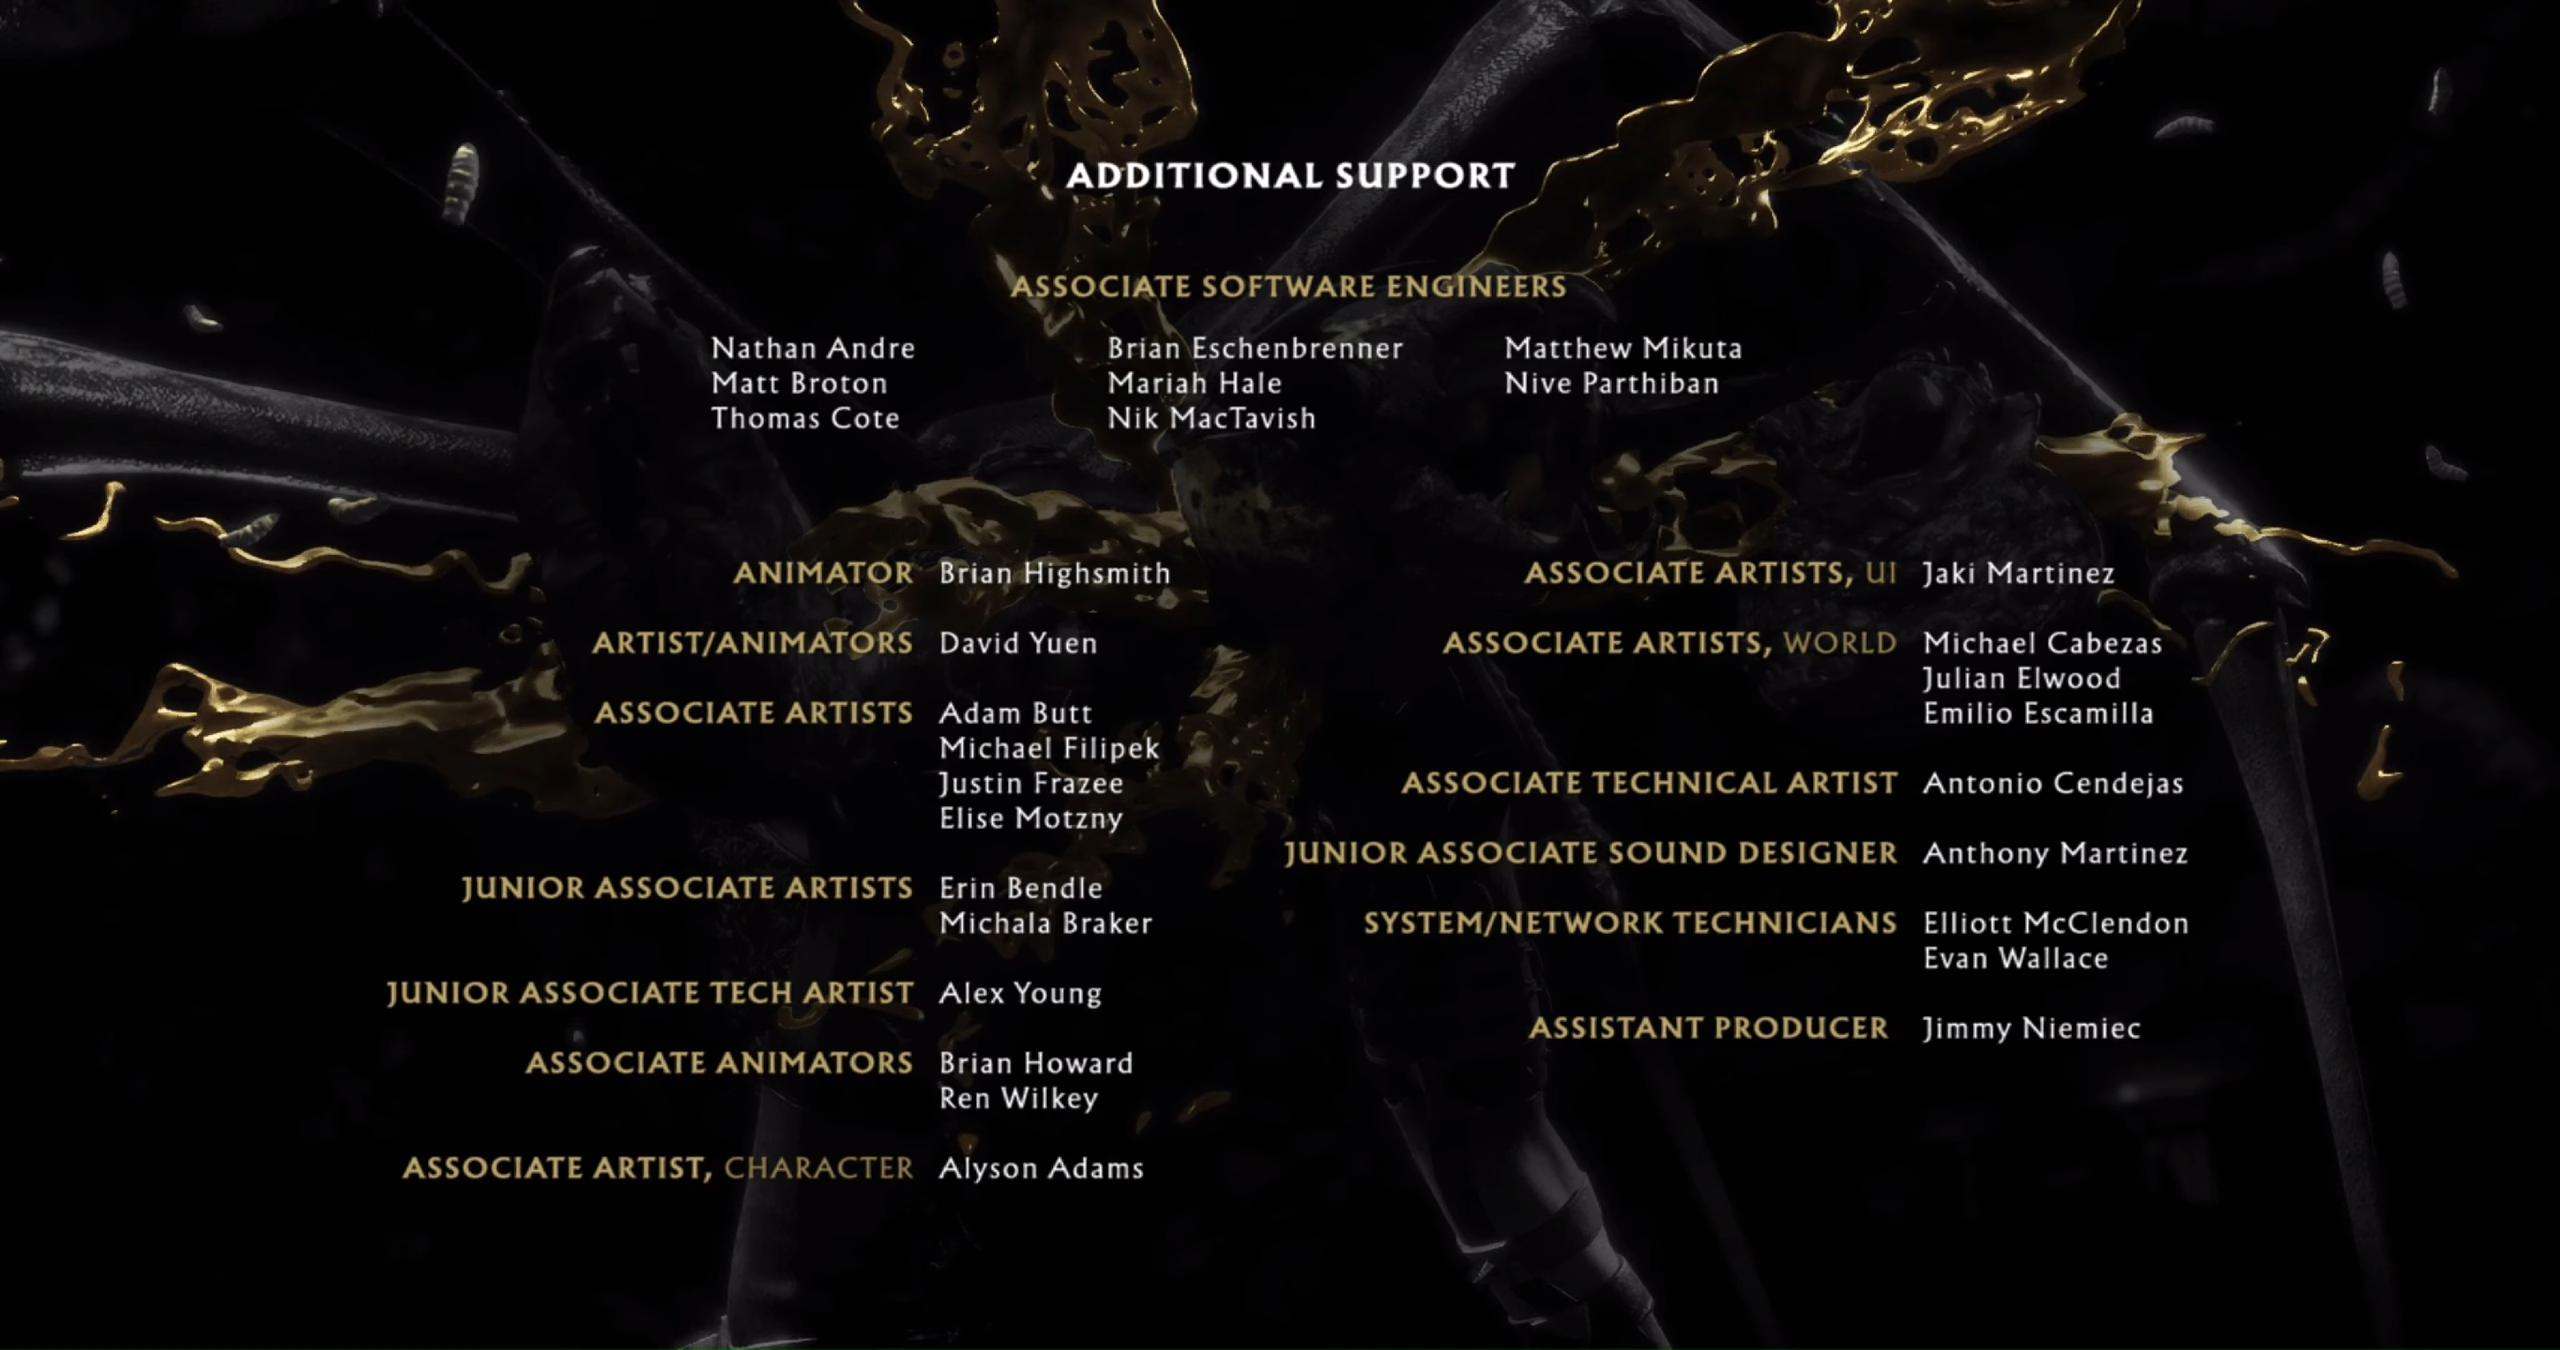 ADDITIONAL SUPPORT
ASSOCIATE SOFTWARE ENGINEERS
Nathan Andre
Matt Broton
Thomas Cote
Brian Eschenbrenner
Mariah Hale
Nik MacTavish
Matthew Mikuta
Nive Parthiban
ANIMATOR Brian Highsmith
ARTIST/ANIMATORS David Yuen
ASSOCIATE ARTISTS Adam Butt
Michael Filipek
Justin Frazee
Elise Motzny
JUNIOR ASSOCIATE ARTISTS Erin Bendle
Michala Braker
JUNIOR ASSOCIATE TECH ARTIST Alex Young
ASSOCIATE ANIMATORS Brian Howard
Ren Wilkey
ASSOCIATE ARTIST, CHARACTER Alyson Adams
ASSOCIATE ARTISTS, UI Jaki Martinez
ASSOCIATE ARTISTS, WORLD Michael Cabezas
Julian Elwood
Emilio Escamilla
ASSOCIATE TECHNICAL ARTIST Antonio Cendejas
JUNIOR ASSOCIATE SOUND DESIGNER Anthony Martinez
SYSTEM/NETWORK TECHNICIANS Elliott McClendon
Evan Wallace
ASSISTANT PRODUCER Jimmy Niemiec